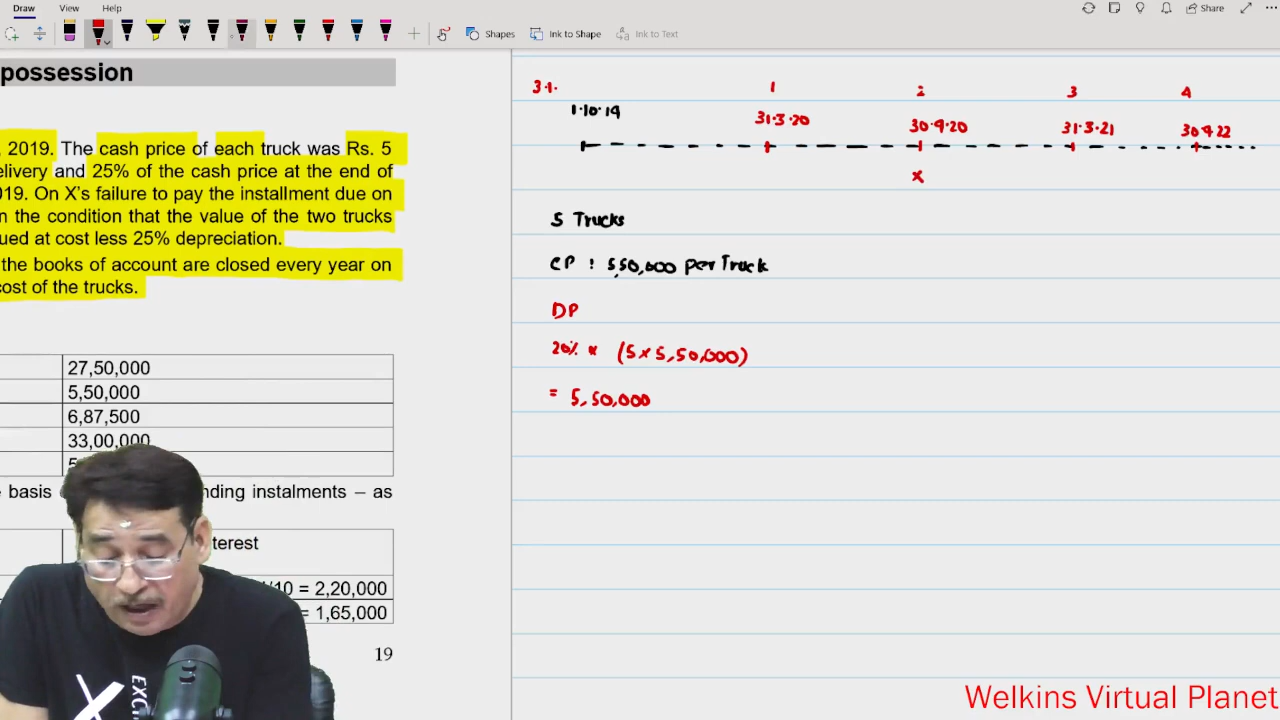 Draw View Help
Share
Shapes Ink to Shape Ink to Text
possession
, 2019. The cash price of each truck was Rs. 5
elivery and 25% of the cash price at the end of
019. On X's failure to pay the installment due on
n the condition that the value of the two trucks
ued at cost less 25% depreciation.
the books of account are closed every year on
cost of the trucks.
27,50,000
5,50,000
6,87,500
33,00,000
basis
nding instalments – as
terest
/10 = 2,20,000
= 1,65,000
19
1 2 3 4
1.10.19 31.3.20 30.9.20 31.3.21
x
5 Trucks
CP : 5,50,000 per Truck
DP
20% x (5 x 5,50,000)
= 5,50,000
EXC
Welkins Virtual Planet